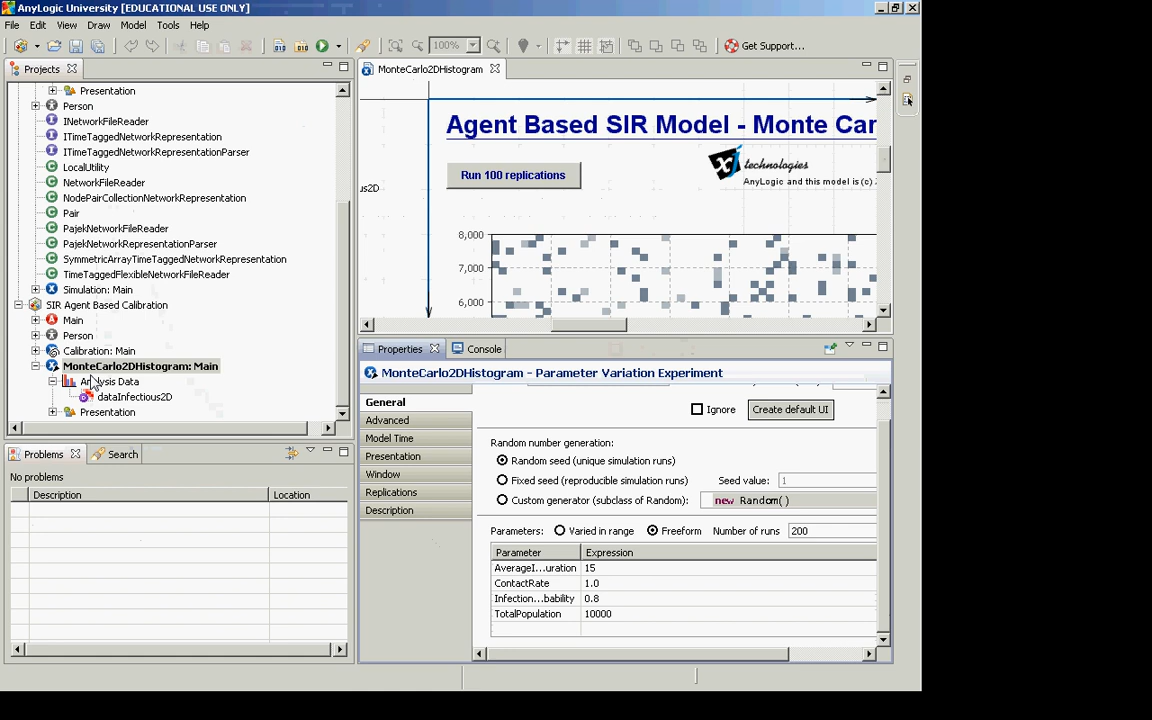 AnyLogic University [EDUCATIONAL USE ONLY]
File Edit View Draw Model Tools Help
100%
Get Support...
Projects
Presentation
Person
INetworkFileReader
ITimeTaggedNetworkRepresentation
ITimeTaggedNetworkRepresentationParser
LocalUtility
NetworkFileReader
NodePairCollectionNetworkRepresentation
Pair
PajekNetworkFileReader
PajekNetworkRepresentationParser
SymmetricArrayTimeTaggedNetworkRepresentation
TimeTaggedFlexibleNetworkFileReader
Simulation: Main
SIR Agent Based Calibration
Main
Person
Calibration: Main
MonteCarlo2DHistogram: Main
Analysis Data
dataInfectious2D
Presentation
MonteCarlo2DHistogram
Agent Based SIR Model - Monte Car
Run 100 replications
xj technologies
AnyLogic and this model is (c)
us2D
8,000
7,000
6,000
Problems
Search
No problems
Description Location
Properties
Console
MonteCarlo2DHistogram - Parameter Variation Experiment
General
Advanced
Model Time
Presentation
Window
Replications
Description
Ignore
Create default UI
Random number generation:
Random seed (unique simulation runs)
Fixed seed (reproducible simulation runs) Seed value: 1
Custom generator (subclass of Random): new Random()
Parameters: Varied in range Freeform Number of runs 200
Parameter Expression
AverageI...uration 15
ContactRate 1.0
Infection...bability 0.8
TotalPopulation 10000